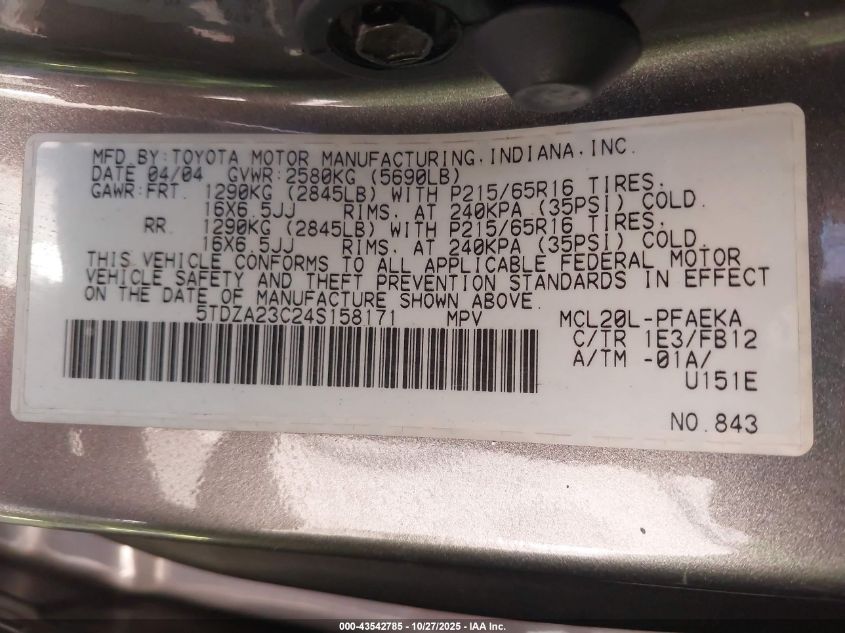 MFD.BY:TOYOTA MOTOR MANUFACTURING,INDIANA,INC.
DATE 04/04 GVWR:2580KG (5690LB)
GAWR:FRT. 1290KG (2845LB) WITH P215/65R16 TIRES,
16X6.5JJ RIMS, AT 240KPA (35PSI) COLD.
RR. 1290KG (2845LB) WITH P215/65R16 TIRES,
16X6.5JJ RIMS, AT 240KPA (35PSI) COLD.
THIS VEHICLE CONFORMS TO ALL APPLICABLE FEDERAL MOTOR
VEHICLE SAFETY AND THEFT PREVENTION STANDARDS IN EFFECT
ON THE DATE OF MANUFACTURE SHOWN ABOVE.
5TDZA23C24S158171 MPV MCL20L-PFAEKA
C/TR 1E3/FB12
A/TM -01A/
U151E
NO.843
000-43542785 | 10/27/2025 | IAA Inc.